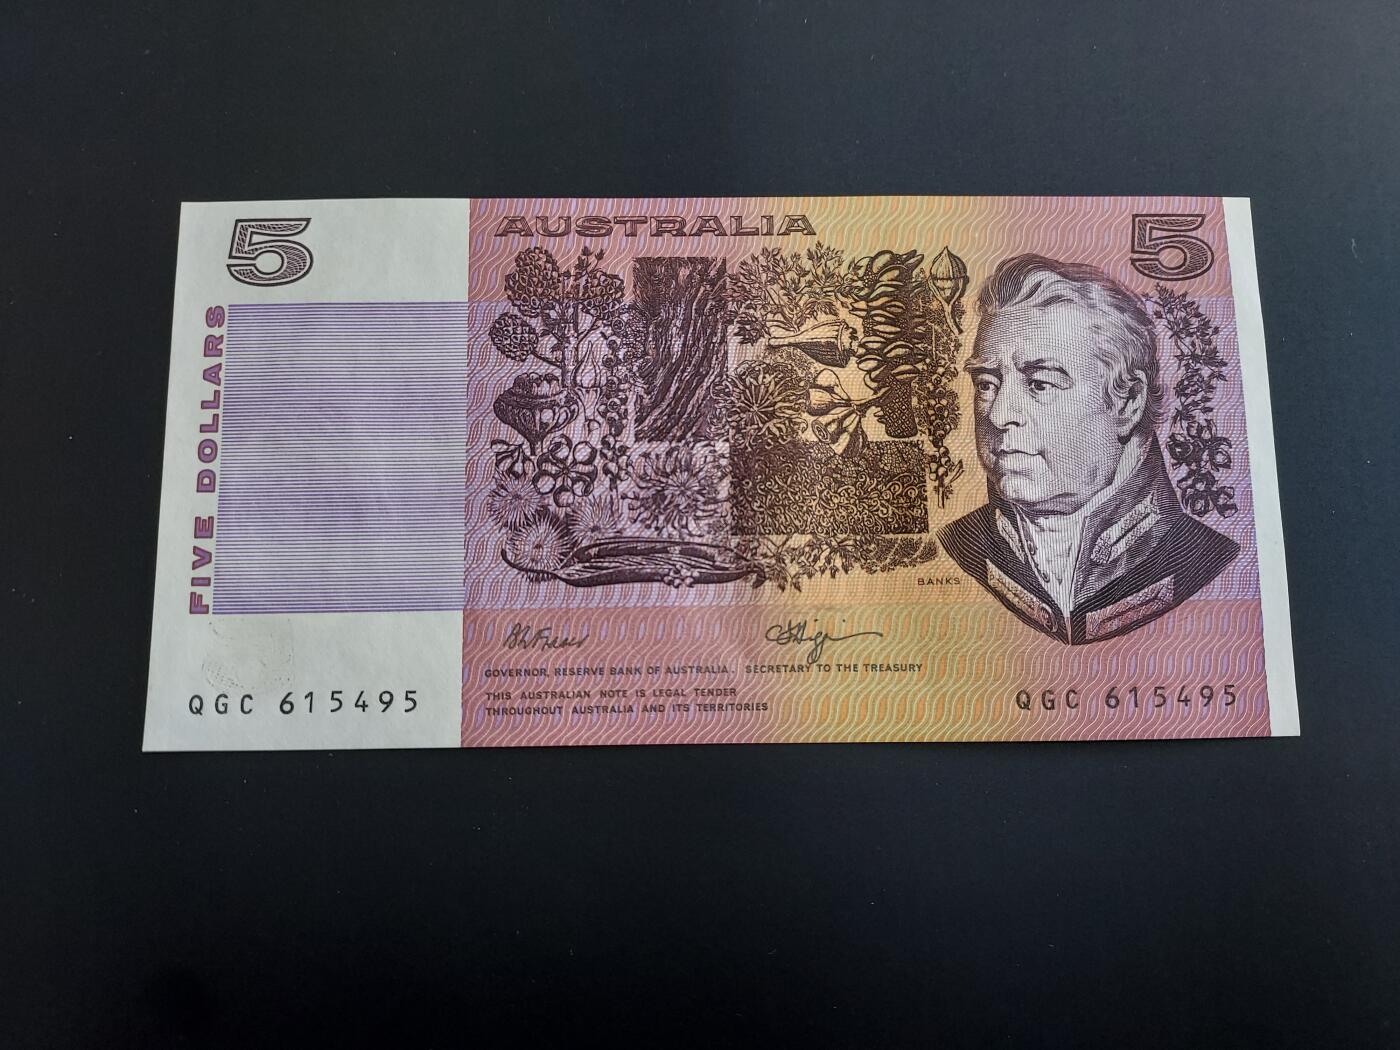 5 AUSTRALIA 5
FIVE DOLLARS
BANKS
GOVERNOR, RESERVE BANK OF AUSTRALIA. SECRETARY TO THE TREASURY
THIS AUSTRALIAN NOTE IS LEGAL TENDER
THROUGHOUT AUSTRALIA AND ITS TERRITORIES
QGC 615495 QGC 615495